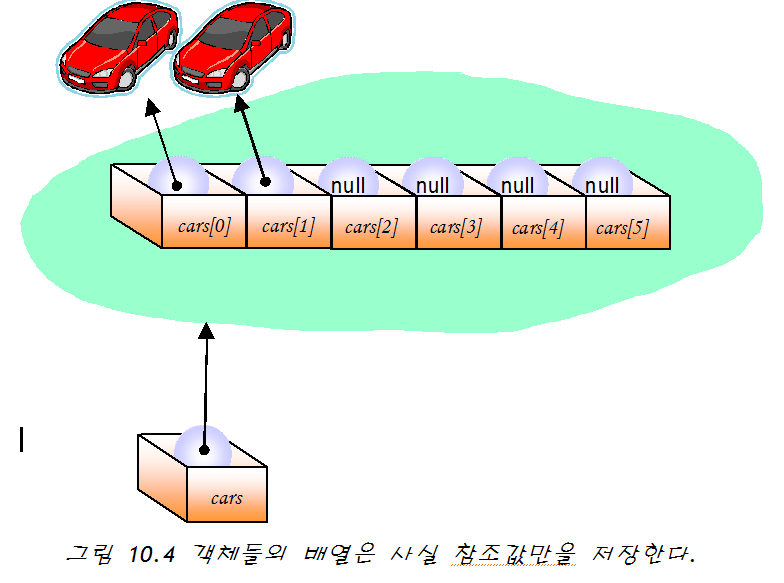 null null null null
cars[0] cars[1] cars[2] cars[3] cars[4] cars[5]
cars
그림 10.4 객체들의 배열은 사실 참조값만을 저장한다.